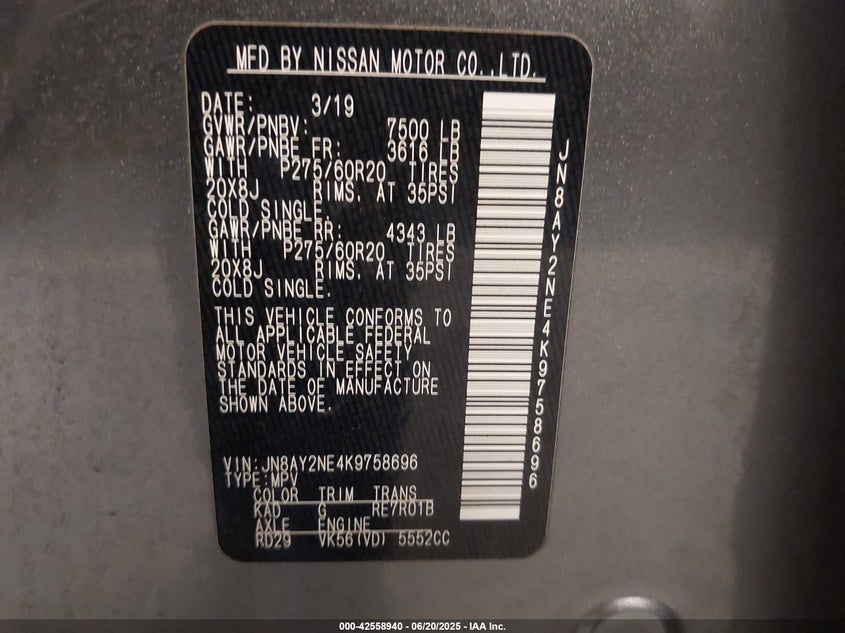 MFD BY NISSAN MOTOR CO.,LTD.
DATE: 3/19
GVWR/PNBV: 7500 LB
GAWR/PNBE FR: 3616 LB
WITH P275/60R20 TIRES
20X8J RIMS. AT 35PSI
COLD SINGLE.
GAWR/PNBE RR: 4343 LB
WITH P275/60R20 TIRES
20X8J RIMS. AT 35PSI
COLD SINGLE.
THIS VEHICLE CONFORMS TO
ALL APPLICABLE FEDERAL
MOTOR VEHICLE SAFETY
STANDARDS IN EFFECT ON
THE DATE OF MANUFACTURE
SHOWN ABOVE.
VIN:JN8AY2NE4K9758696
TYPE:MPV
COLOR TRIM TRANS
KAD G RE7R01B
AXLE ENGINE
RD29 VK56(VD) 5552CC
JN8AY2NE4K9758696
000-42558940 - 06/20/2025 - IAA Inc.